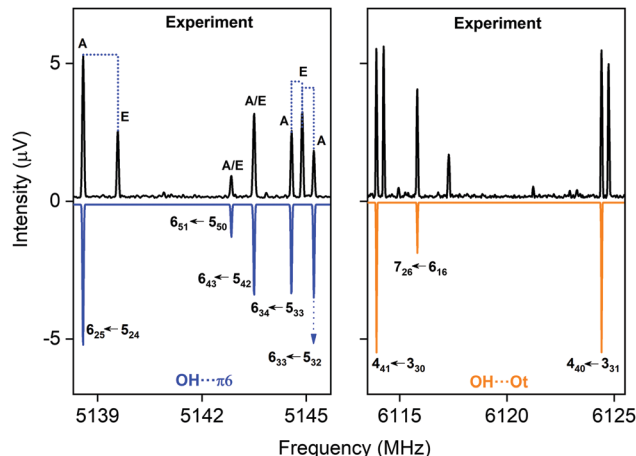 Experiment
Experiment
A
E
A/E
A/E
A
E
A
5
0
-5
Intensity (μV)
6₅₁←5₅₀
6₄₃←5₄₂
6₃₄←5₃₃
6₂₅←5₂₄
6₃₃←5₃₂
OH···π6
7₂₆←6₁₆
4₄₁←3₃₀
4₄₀←3₃₁
OH···Ot
5139
5142
5145
6115
6120
6125
Frequency (MHz)